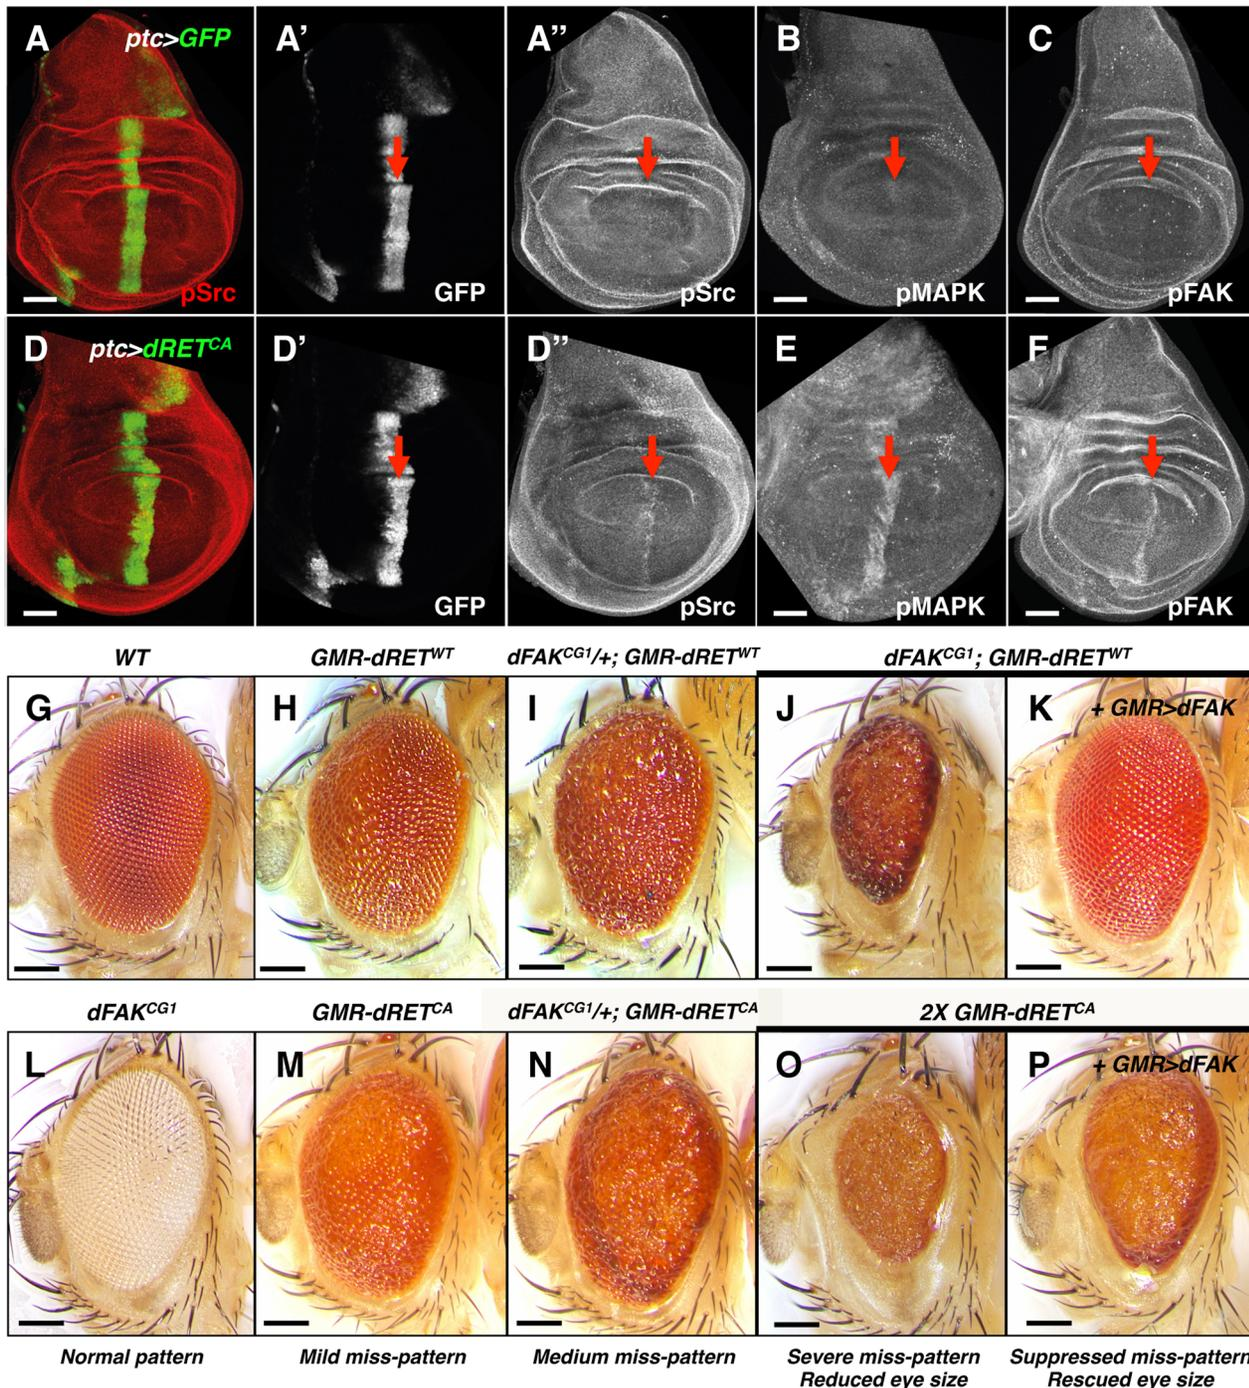 A ptc>GFP pSrc
A’ GFP
A” pSrc
B pMAPK
C pFAK
D ptc>dRETCA
D’ GFP
D” pSrc
E pMAPK
F pFAK
WT
GMR-dRETWT
dFAKCG1/+; GMR-dRETWT
dFAKCG1; GMR-dRETWT
G
H
I
J
K + GMR>dFAK
dFAKCG1
GMR-dRETCA
dFAKCG1/+; GMR-dRETCA
2X GMR-dRETCA
L
M
N
O
P + GMR>dFAK
Normal pattern
Mild miss-pattern
Medium miss-pattern
Severe miss-pattern
Reduced eye size
Suppressed miss-pattern
Rescued eye size